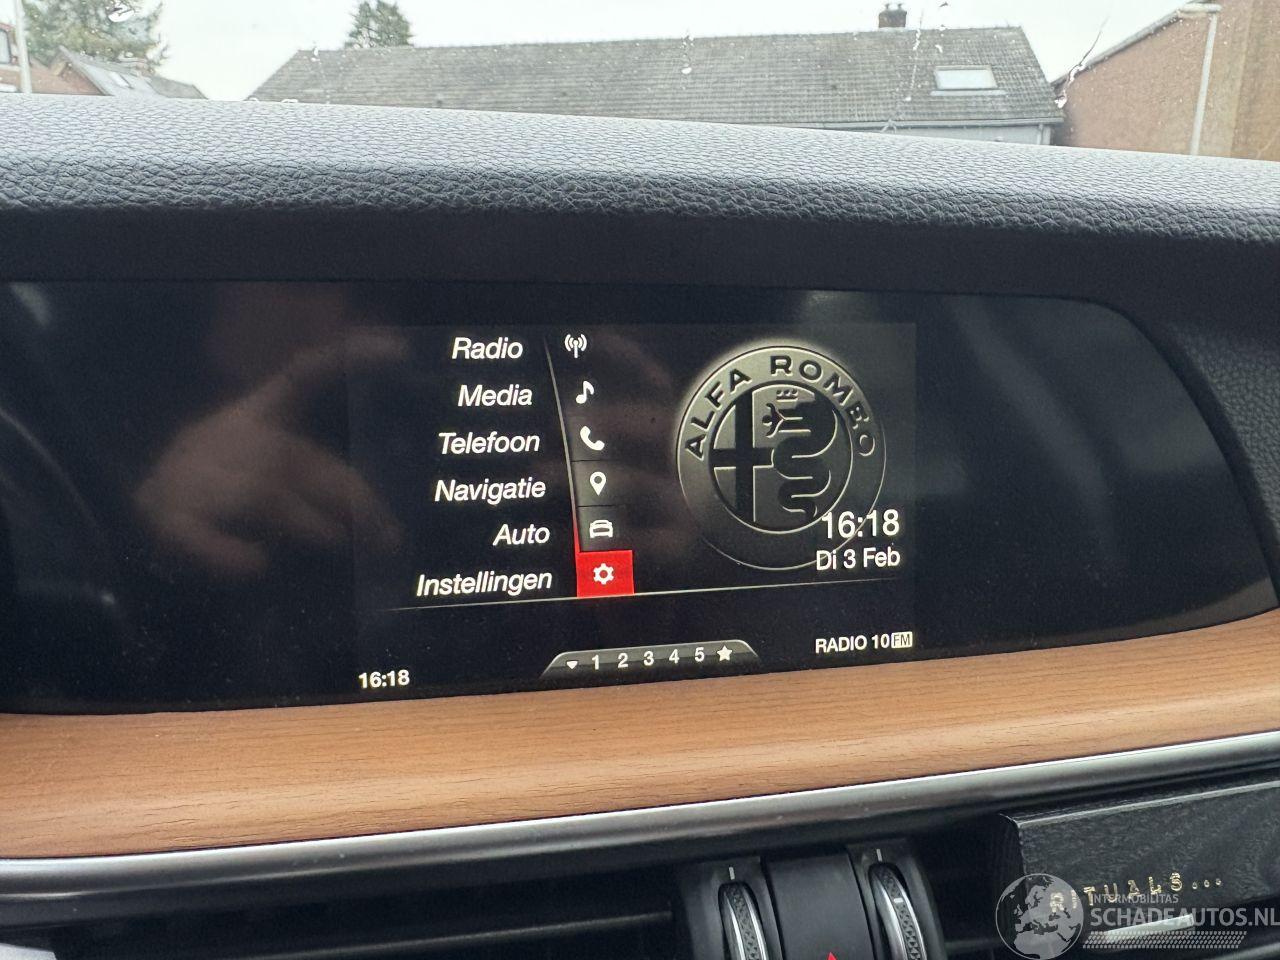 Radio
Media
Telefoon
Navigatie
Auto
Instellingen
ALFA ROMEO
16:18
Di 3 Feb
16:18
1 2 3 4 5
RADIO 10 FM
RITUALS...
INTERMOBILITAS
SCHADEAUTOS.NL